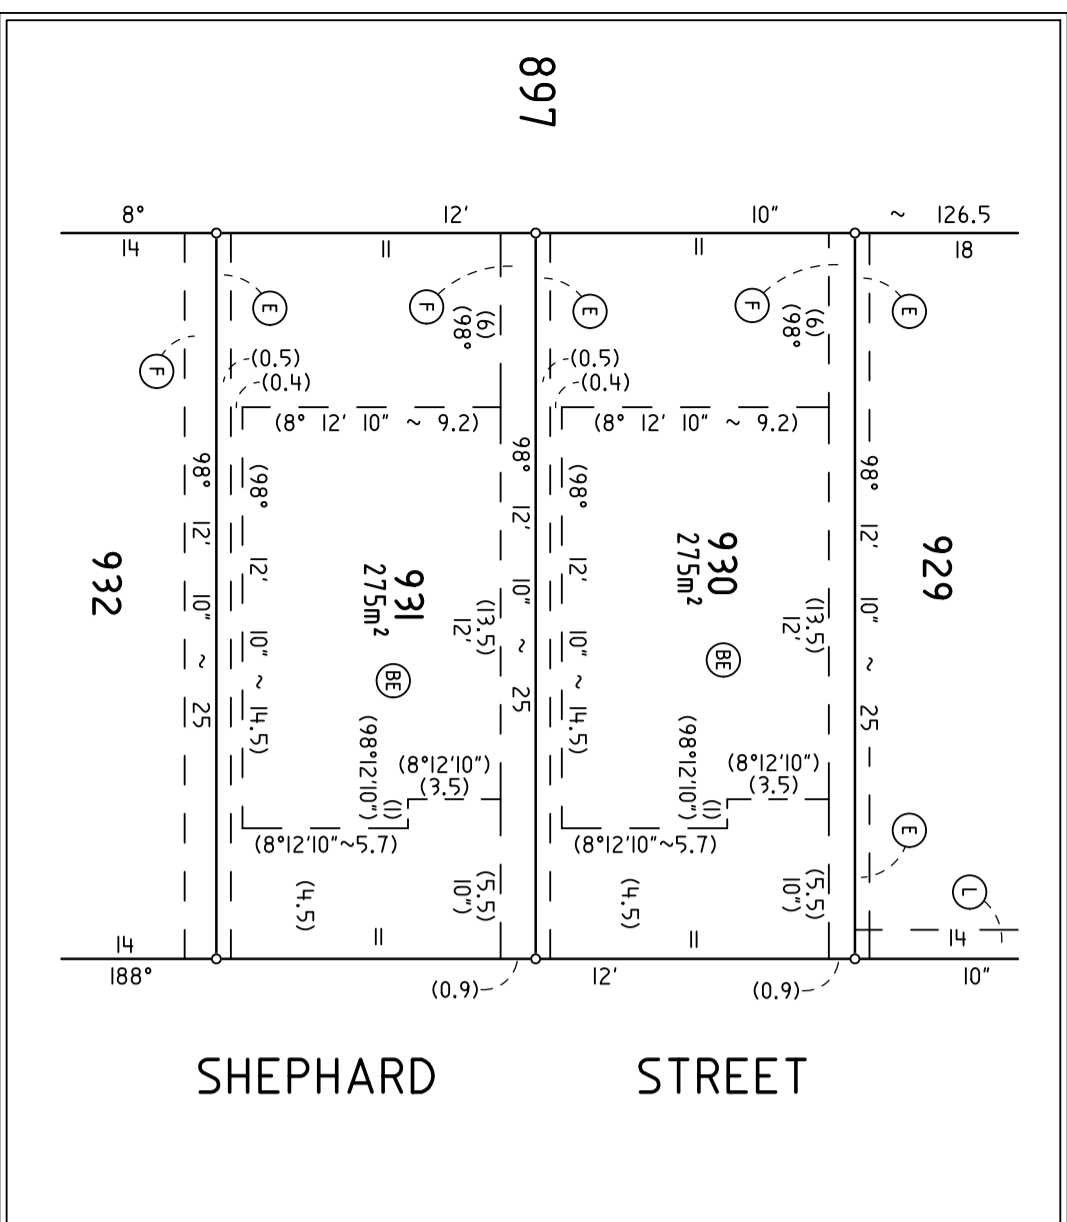 897
8° 12' 10" ~ 126.5
14 11 11 18
E F E F E
(6)
(98°
(6)
(98°
F
(0.5)
(0.4)
(0.5)
(0.4)
(8° 12' 10" ~ 9.2)
(8° 12' 10" ~ 9.2)
98° 12' 10" ~ 25
(98° 12' 10" ~ 14.5)
98° 12' 10" ~ 25
(98° 12' 10" ~ 14.5)
98° 12' 10" ~ 25
932
931
275m²
BE
(13.5)
12'
930
275m²
BE
(13.5)
12'
929
(98°12'10")
(1)
(8°12'10")
(3.5)
(98°12'10")
(1)
(8°12'10")
(3.5)
(8°12'10"~5.7)
(8°12'10"~5.7)
E
L
(4.5)
(5.5)
10")
(4.5)
(5.5)
10")
14 11 11 14
188° 12' 10"
(0.9)
(0.9)
SHEPHARD STREET